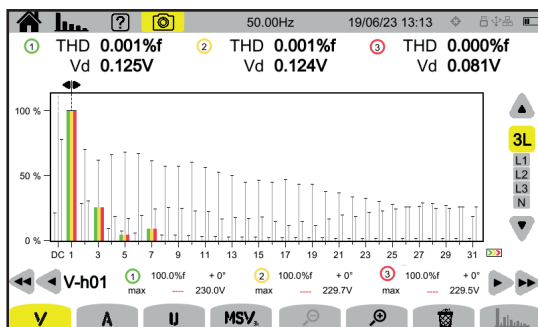 ? 50.00Hz 19/06/23 13:13
1 THD 0.001%f 2 THD 0.001%f 3 THD 0.000%f
Vd 0.125V Vd 0.124V Vd 0.081V
100 %
50 %
0 %
DC 1 3 5 7 9 11 13 15 17 19 21 23 25 27 29 31
3L
L1
L2
L3
N
V-h01 1 100.0%f + 0° 2 100.0%f + 0° 3 100.0%f + 0°
max ---- 230.0V max ---- 229.7V max ---- 229.5V
V A U MSV